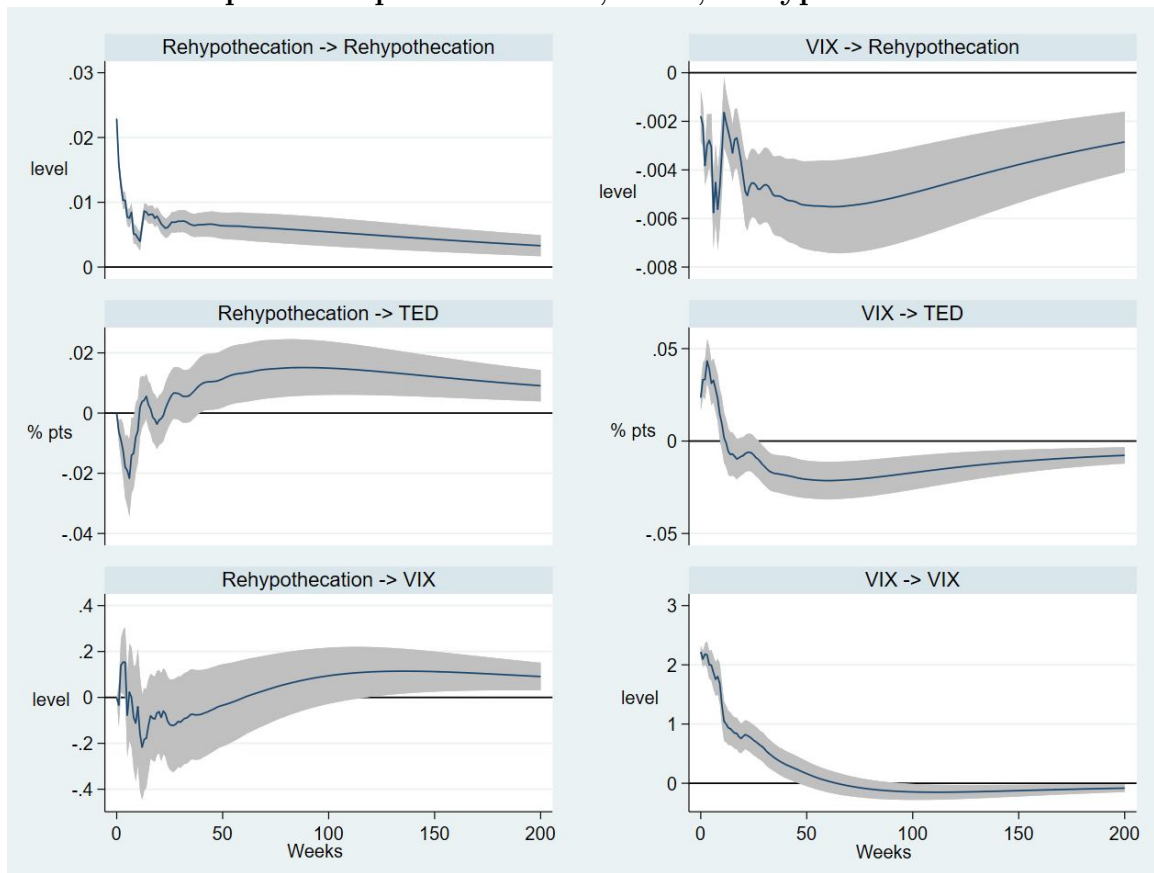 Rehypothecation -> Rehypothecation
.03
.02
.01
0
level
VIX -> Rehypothecation
0
-.002
-.004
-.006
-.008
level
Rehypothecation -> TED
.02
0
-.02
-.04
% pts
VIX -> TED
.05
0
-.05
% pts
Rehypothecation -> VIX
.4
.2
0
-.2
-.4
level
0 50 100 150 200
Weeks
VIX -> VIX
3
2
1
0
level
0 50 100 150 200
Weeks